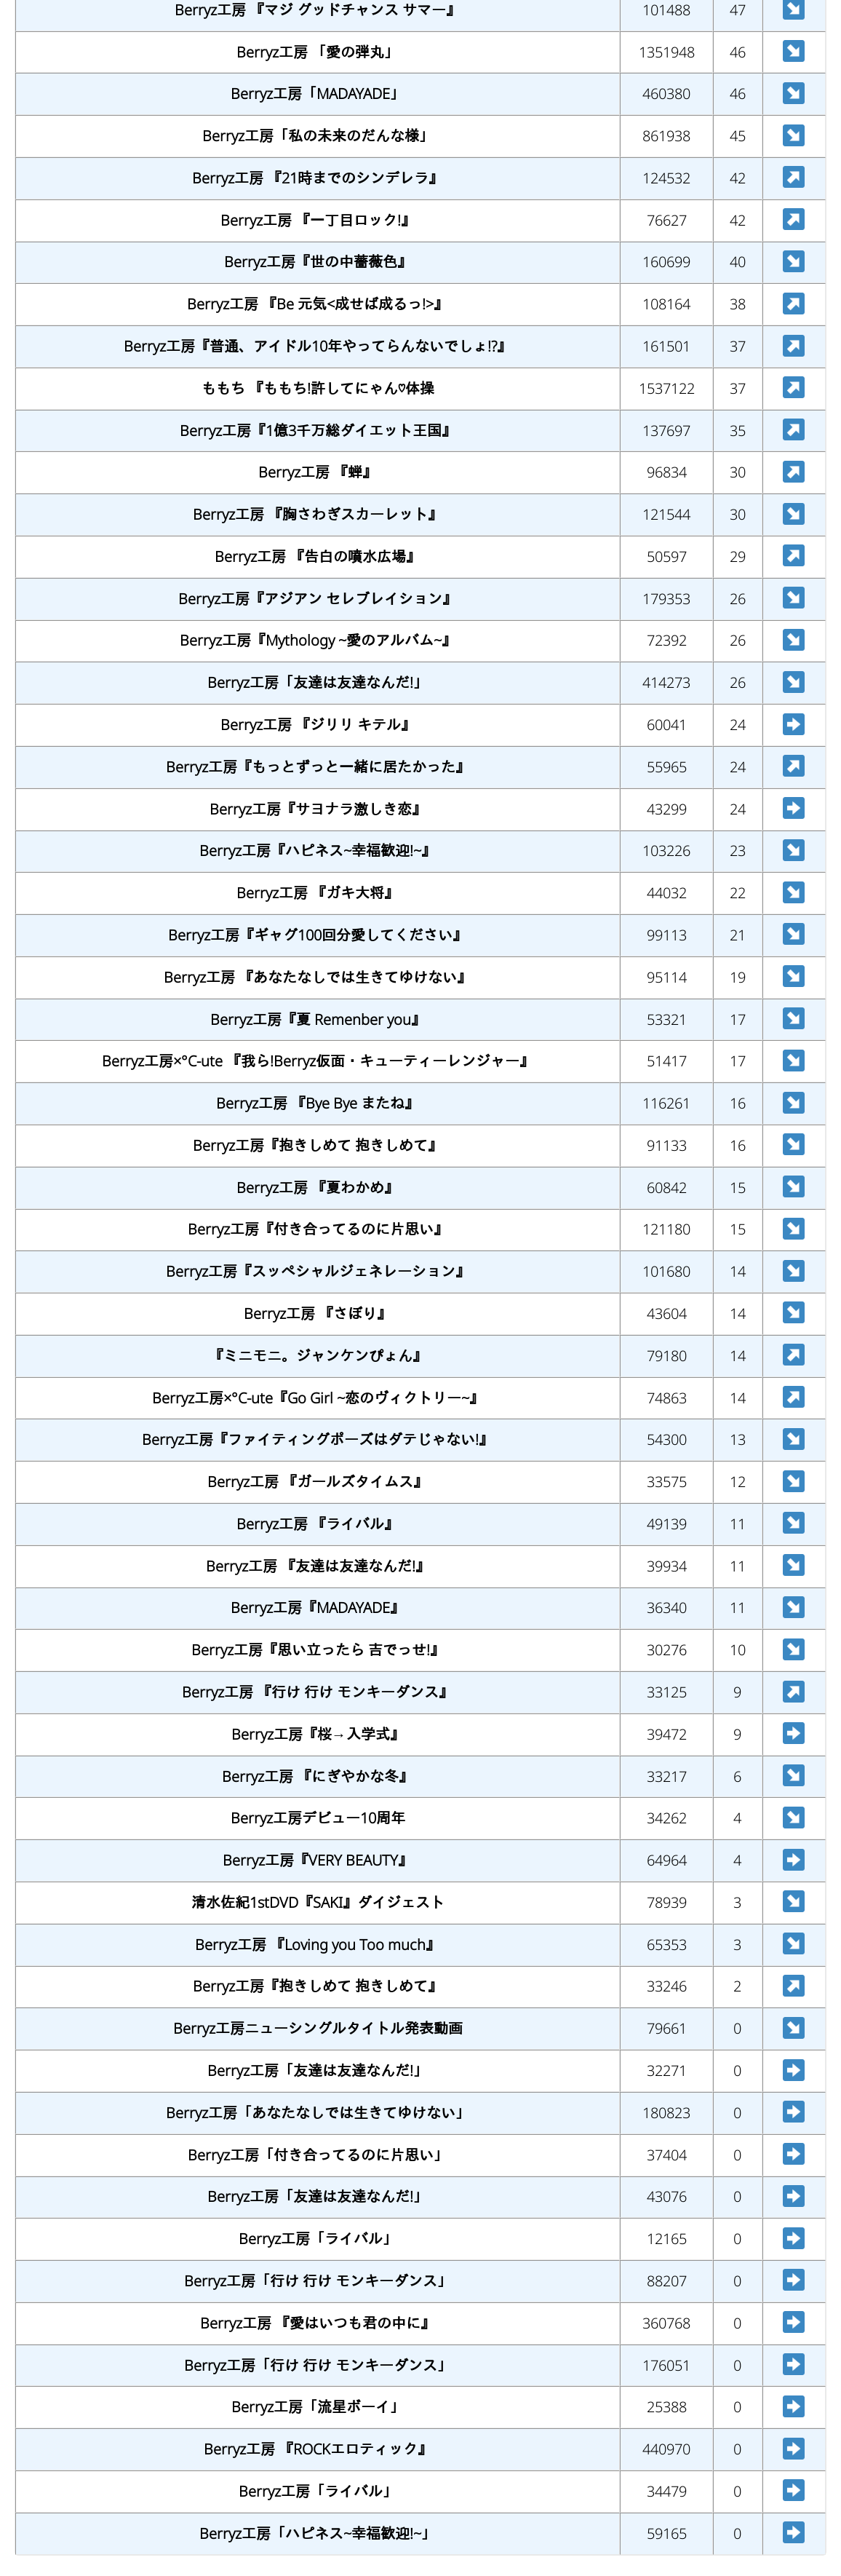 Berryz工房 『マジ グッドチャンス サマー』 101488 47 ↘
Berryz工房 「愛の弾丸」 1351948 46 ↘
Berryz工房「MADAYADE」 460380 46 ↘
Berryz工房「私の未来のだんな様」 861938 45 ↘
Berryz工房 『21時までのシンデレラ』 124532 42 ↗
Berryz工房 『一丁目ロック!』 76627 42 ↗
Berryz工房『世の中薔薇色』 160699 40 ↘
Berryz工房 『Be 元気<成せば成るっ!>』 108164 38 ↗
Berryz工房『普通、アイドル10年やってらんないでしょ!?』 161501 37 ↗
ももち 『ももち!許してにゃん♡体操 1537122 37 ↗
Berryz工房『1億3千万総ダイエット王国』 137697 35 ↗
Berryz工房 『蝉』 96834 30 ↗
Berryz工房 『胸さわぎスカーレット』 121544 30 ↘
Berryz工房 『告白の噴水広場』 50597 29 ↗
Berryz工房『アジアン セレブレイション』 179353 26 ↘
Berryz工房『Mythology ~愛のアルバム~』 72392 26 ↘
Berryz工房「友達は友達なんだ!」 414273 26 ↘
Berryz工房 『ジリリ キテル』 60041 24 ➡
Berryz工房『もっとずっと一緒に居たかった』 55965 24 ↗
Berryz工房『サヨナラ激しき恋』 43299 24 ➡
Berryz工房『ハピネス~幸福歓迎!~』 103226 23 ↘
Berryz工房 『ガキ大将』 44032 22 ↘
Berryz工房『ギャグ100回分愛してください』 99113 21 ↘
Berryz工房 『あなたなしでは生きてゆけない』 95114 19 ↘
Berryz工房『夏 Remenber you』 53321 17 ↘
Berryz工房×°C-ute 『我ら!Berryz仮面・キューティーレンジャー』 51417 17 ↘
Berryz工房 『Bye Bye またね』 116261 16 ↘
Berryz工房『抱きしめて 抱きしめて』 91133 16 ↘
Berryz工房 『夏わかめ』 60842 15 ↘
Berryz工房『付き合ってるのに片思い』 121180 15 ↘
Berryz工房『スッペシャルジェネレーション』 101680 14 ↘
Berryz工房 『さぼり』 43604 14 ↘
『ミニモニ。ジャンケンぴょん』 79180 14 ↗
Berryz工房×°C-ute『Go Girl ~恋のヴィクトリー~』 74863 14 ↗
Berryz工房『ファイティングポーズはダテじゃない!』 54300 13 ↘
Berryz工房 『ガールズタイムス』 33575 12 ↘
Berryz工房 『ライバル』 49139 11 ↘
Berryz工房 『友達は友達なんだ!』 39934 11 ↘
Berryz工房『MADAYADE』 36340 11 ↘
Berryz工房『思い立ったら 吉でっせ!』 30276 10 ↘
Berryz工房 『行け 行け モンキーダンス』 33125 9 ↗
Berryz工房『桜→入学式』 39472 9 ➡
Berryz工房 『にぎやかな冬』 33217 6 ↘
Berryz工房デビュー10周年 34262 4 ↘
Berryz工房『VERY BEAUTY』 64964 4 ➡
清水佐紀1stDVD『SAKI』ダイジェスト 78939 3 ↘
Berryz工房 『Loving you Too much』 65353 3 ↘
Berryz工房『抱きしめて 抱きしめて』 33246 2 ↗
Berryz工房ニューシングルタイトル発表動画 79661 0 ↘
Berryz工房「友達は友達なんだ!」 32271 0 ➡
Berryz工房「あなたなしでは生きてゆけない」 180823 0 ➡
Berryz工房「付き合ってるのに片思い」 37404 0 ➡
Berryz工房「友達は友達なんだ!」 43076 0 ➡
Berryz工房「ライバル」 12165 0 ➡
Berryz工房「行け 行け モンキーダンス」 88207 0 ➡
Berryz工房 『愛はいつも君の中に』 360768 0 ➡
Berryz工房「行け 行け モンキーダンス」 176051 0 ➡
Berryz工房「流星ボーイ」 25388 0 ➡
Berryz工房 『ROCKエロティック』 440970 0 ➡
Berryz工房「ライバル」 34479 0 ➡
Berryz工房「ハピネス~幸福歓迎!~」 59165 0 ➡